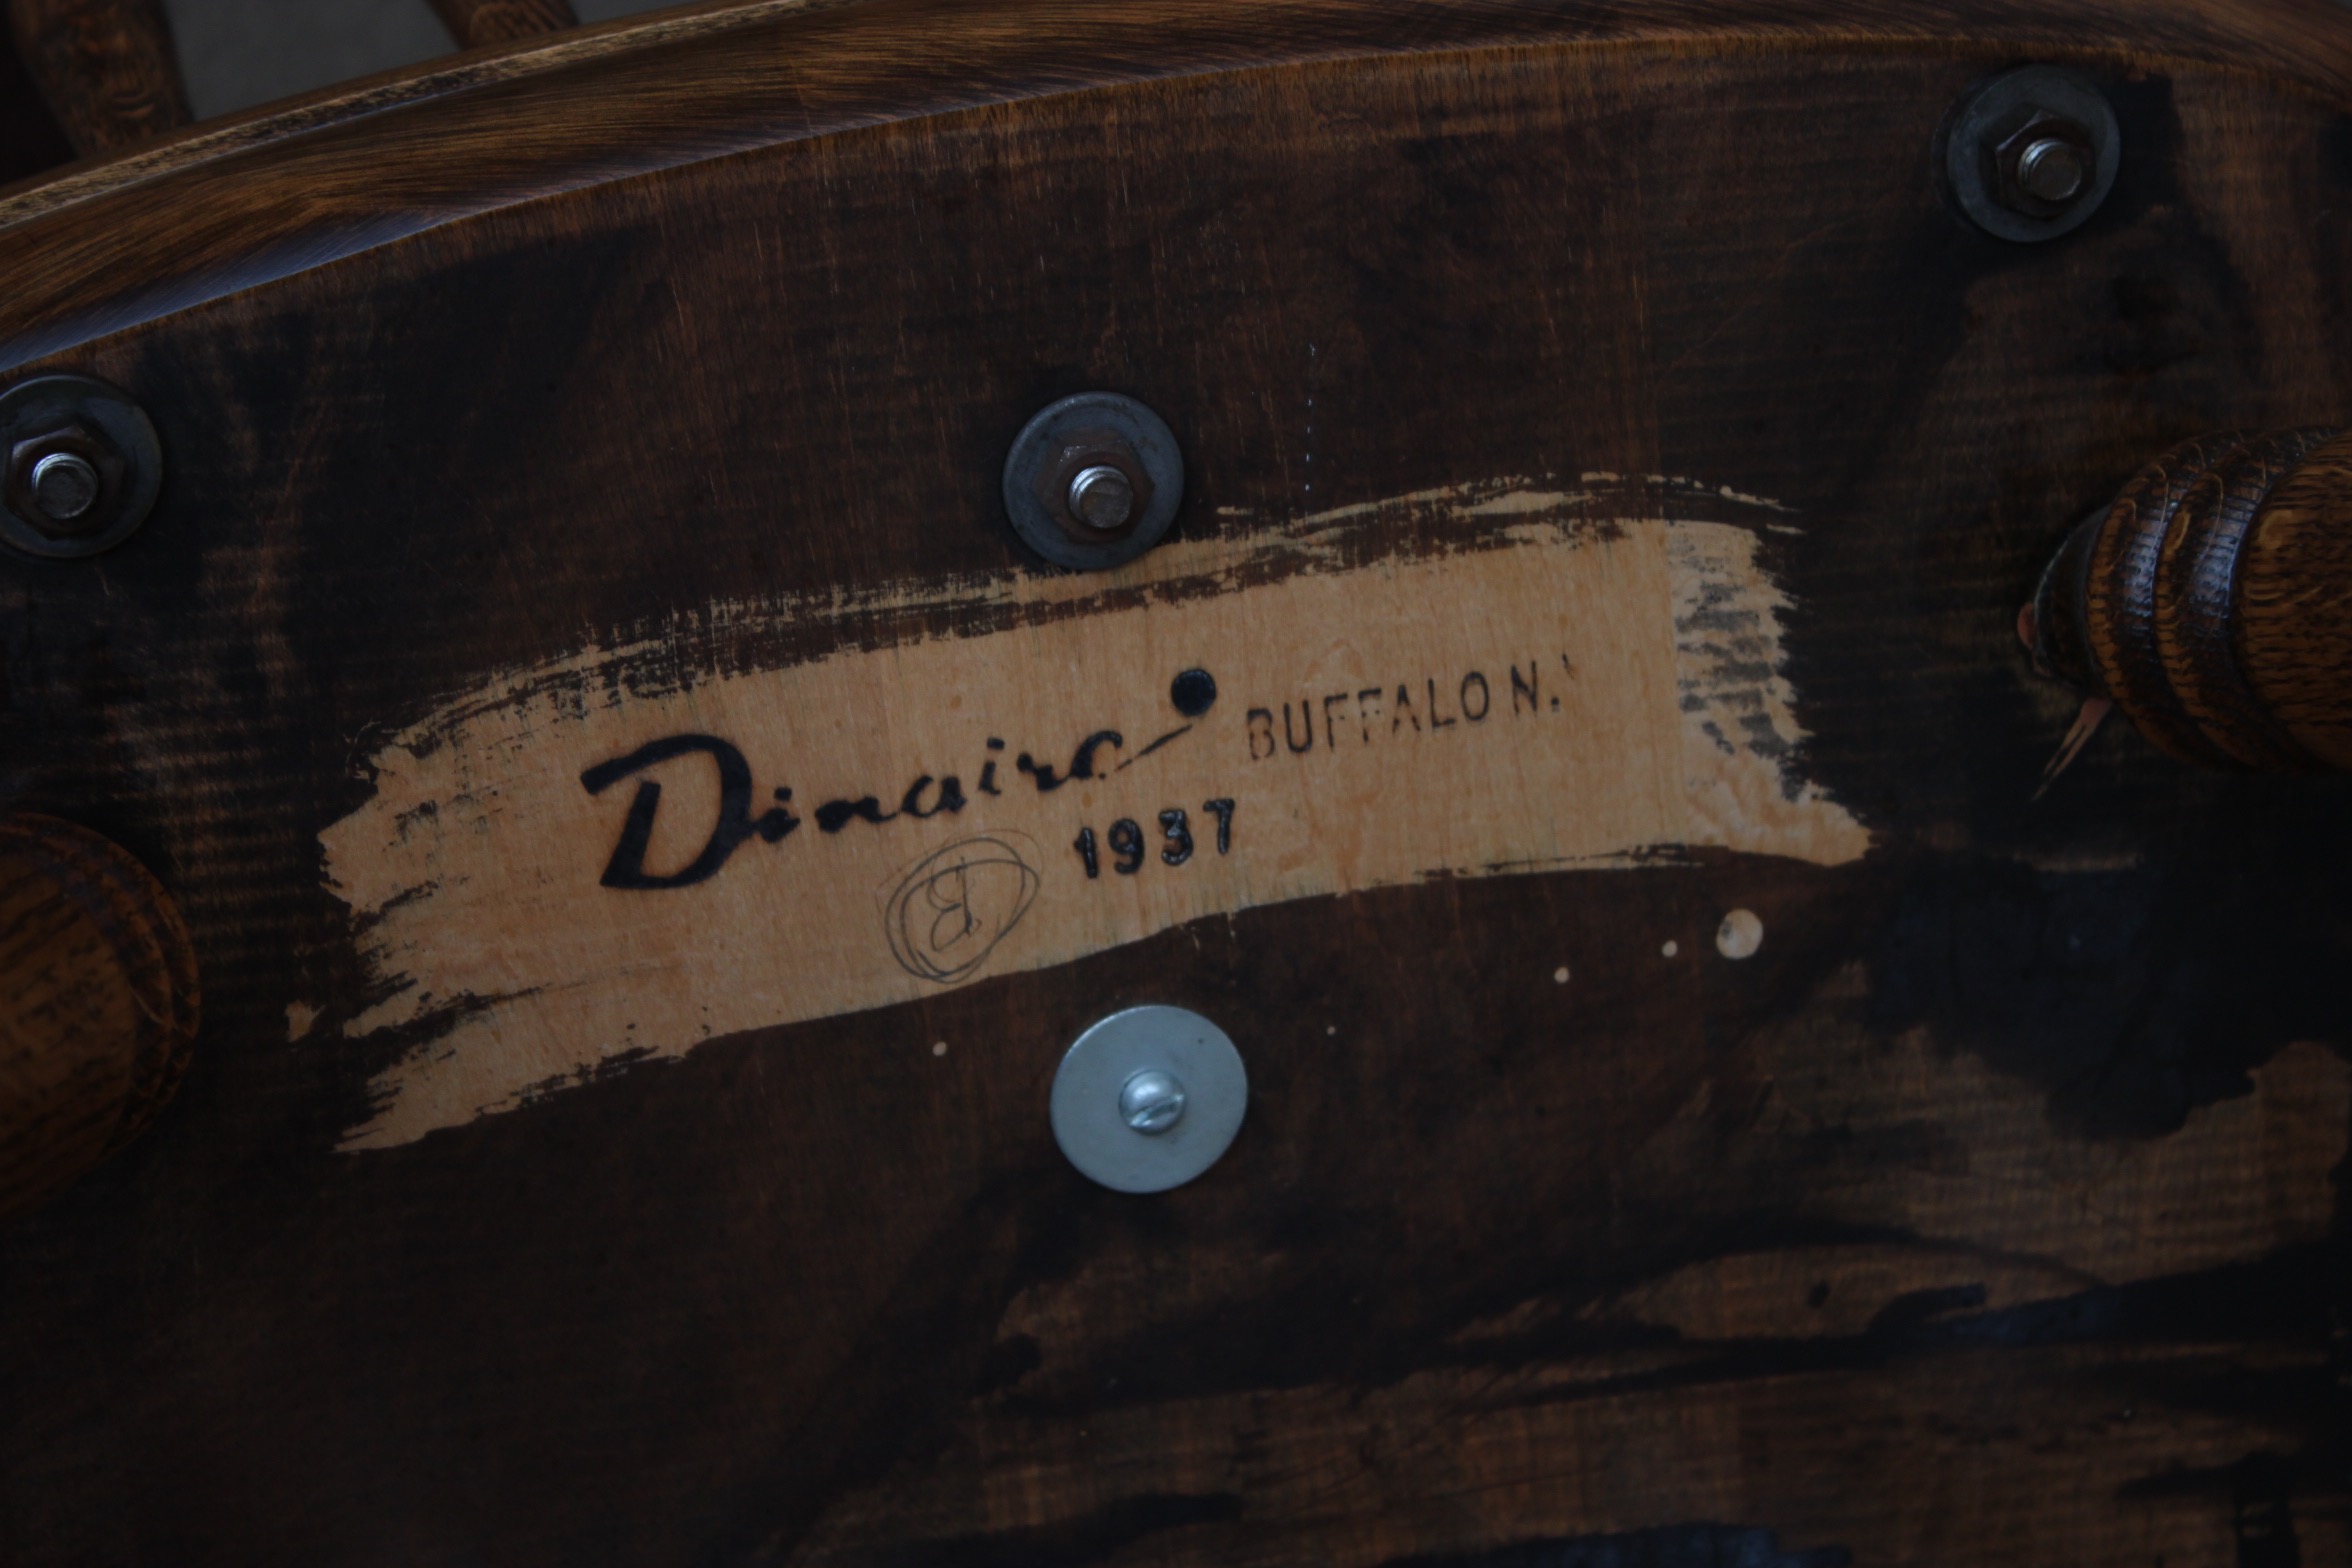 Dinaire BUFFALO N.
1937
B